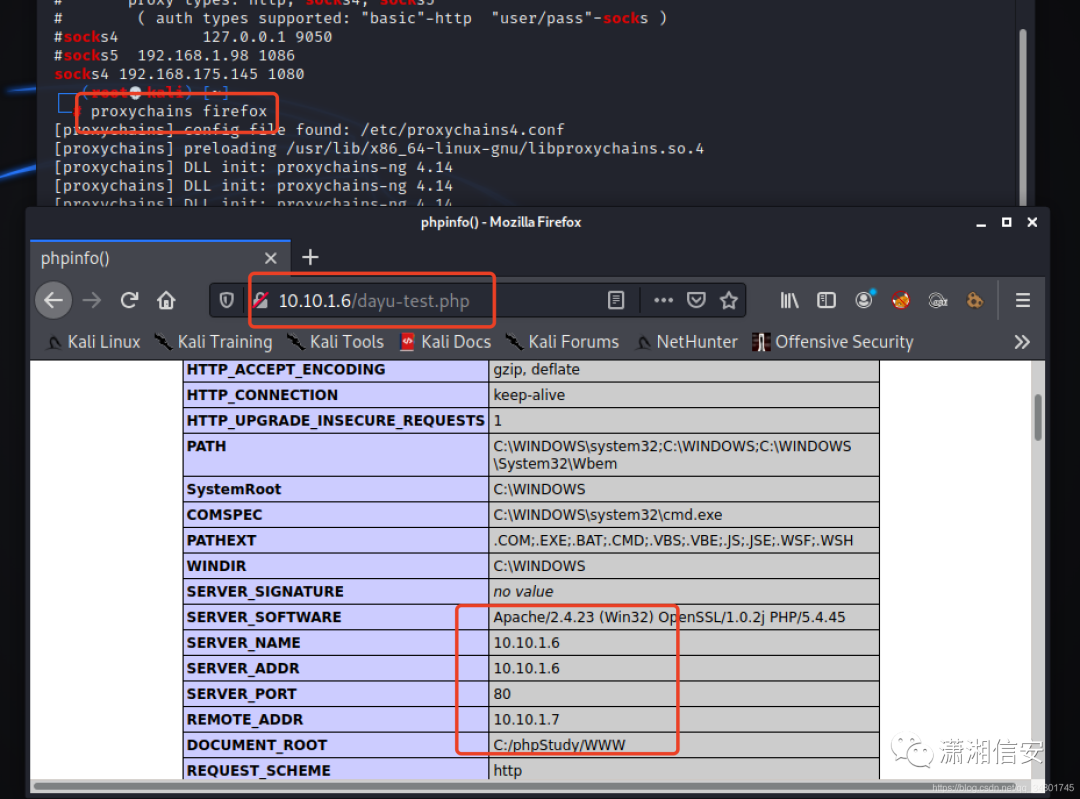 # proxy types: http, socks4, socks5
# ( auth types supported: "basic"-http "user/pass"-socks )
#socks4 127.0.0.1 9050
#socks5 192.168.1.98 1086
socks4 192.168.175.145 1080
(root kali) [~]
proxychains firefox
[proxychains] config file found: /etc/proxychains4.conf
[proxychains] preloading /usr/lib/x86_64-linux-gnu/libproxychains.so.4
[proxychains] DLL init: proxychains-ng 4.14
[proxychains] DLL init: proxychains-ng 4.14
[proxychains] DLL init: proxychains-ng 4.14
phpinfo() - Mozilla Firefox
phpinfo()
10.10.1.6/dayu-test.php
Kali Linux Kali Training Kali Tools Kali Docs Kali Forums NetHunter Offensive Security
HTTP_ACCEPT_ENCODING gzip, deflate
HTTP_CONNECTION keep-alive
HTTP_UPGRADE_INSECURE_REQUESTS 1
PATH C:\WINDOWS\system32;C:\WINDOWS;C:\WINDOWS
\System32\Wbem
SystemRoot C:\WINDOWS
COMSPEC C:\WINDOWS\system32\cmd.exe
PATHEXT .COM;.EXE;.BAT;.CMD;.VBS;.VBE;.JS;.JSE;.WSF;.WSH
WINDIR C:\WINDOWS
SERVER_SIGNATURE no value
SERVER_SOFTWARE Apache/2.4.23 (Win32) OpenSSL/1.0.2j PHP/5.4.45
SERVER_NAME 10.10.1.6
SERVER_ADDR 10.10.1.6
SERVER_PORT 80
REMOTE_ADDR 10.10.1.7
DOCUMENT_ROOT C:/phpStudy/WWW
REQUEST_SCHEME http
潇湘信安